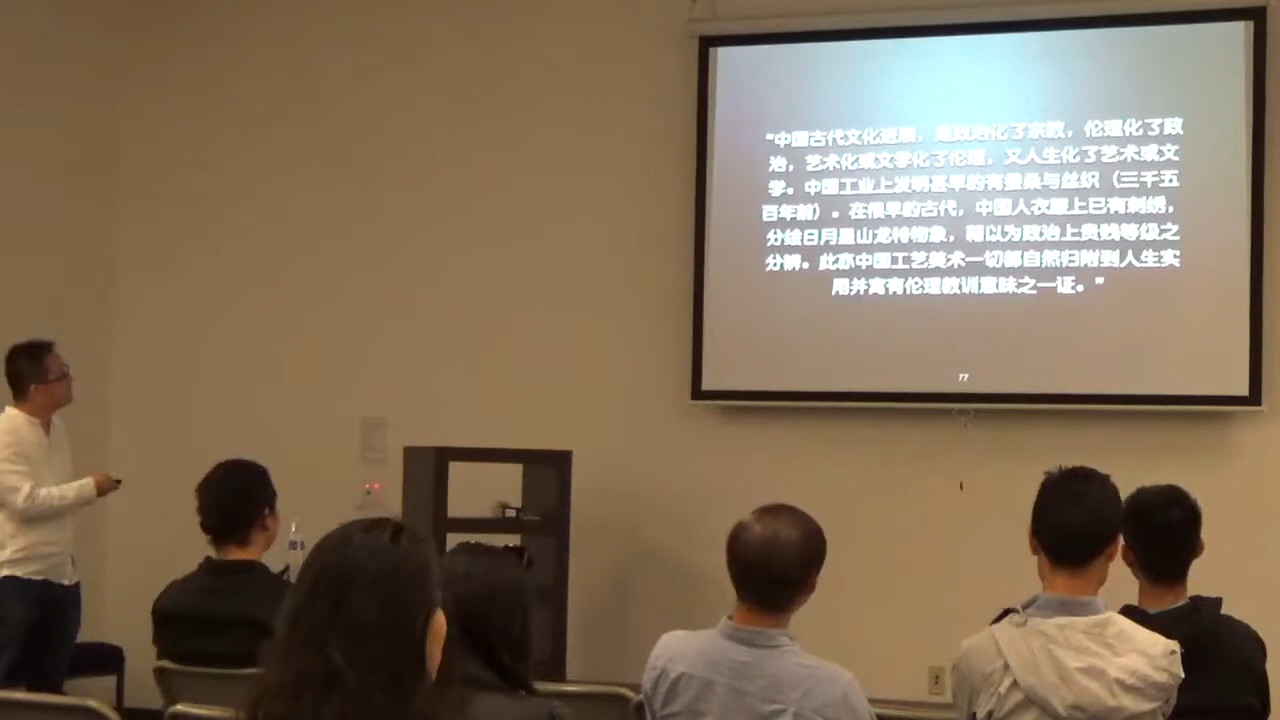 “中国古代文化进展，是政治化了宗教，伦理化了政
治，艺术化或文学化了伦理，又人生化了艺术或文
学。中国工业上发明甚早的有蚕桑与丝织（三千五
百年前）。在很早的古代，中国人衣服上已有刺绣，
分绘日月星山龙等物象，藉以为政治上贵贱等级之
分辨。此亦中国工艺美术一切都自然归附到人生实
用并寓有伦理教训意味之一证。”
77